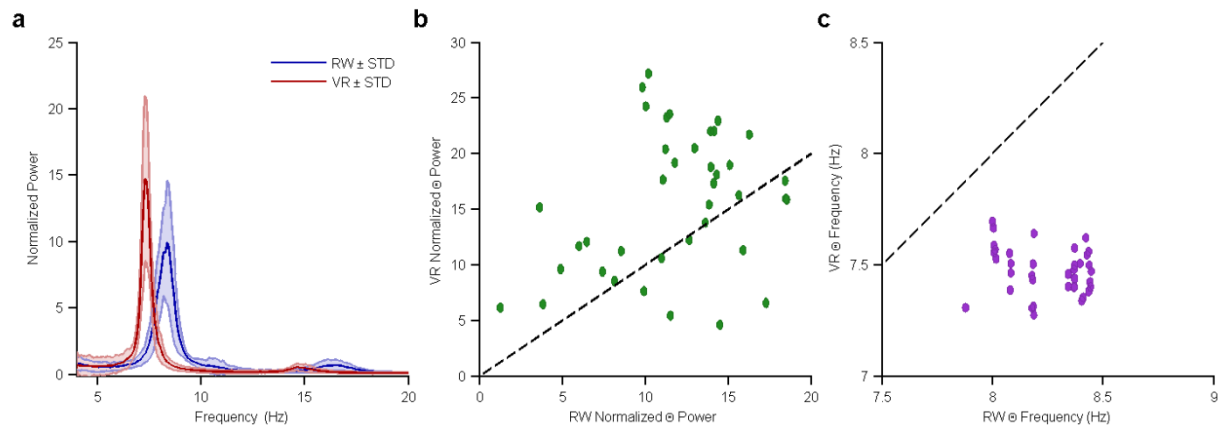 a
25
20
15
10
5
0
Normalized Power
RW ± STD
VR ± STD
5
10
15
20
Frequency (Hz)
b
30
25
20
15
10
5
0
VR Normalized Θ Power
0
5
10
15
20
RW Normalized Θ Power
c
8.5
8
7.5
7
VR Θ Frequency (Hz)
7.5
8
8.5
9
RW Θ Frequency (Hz)